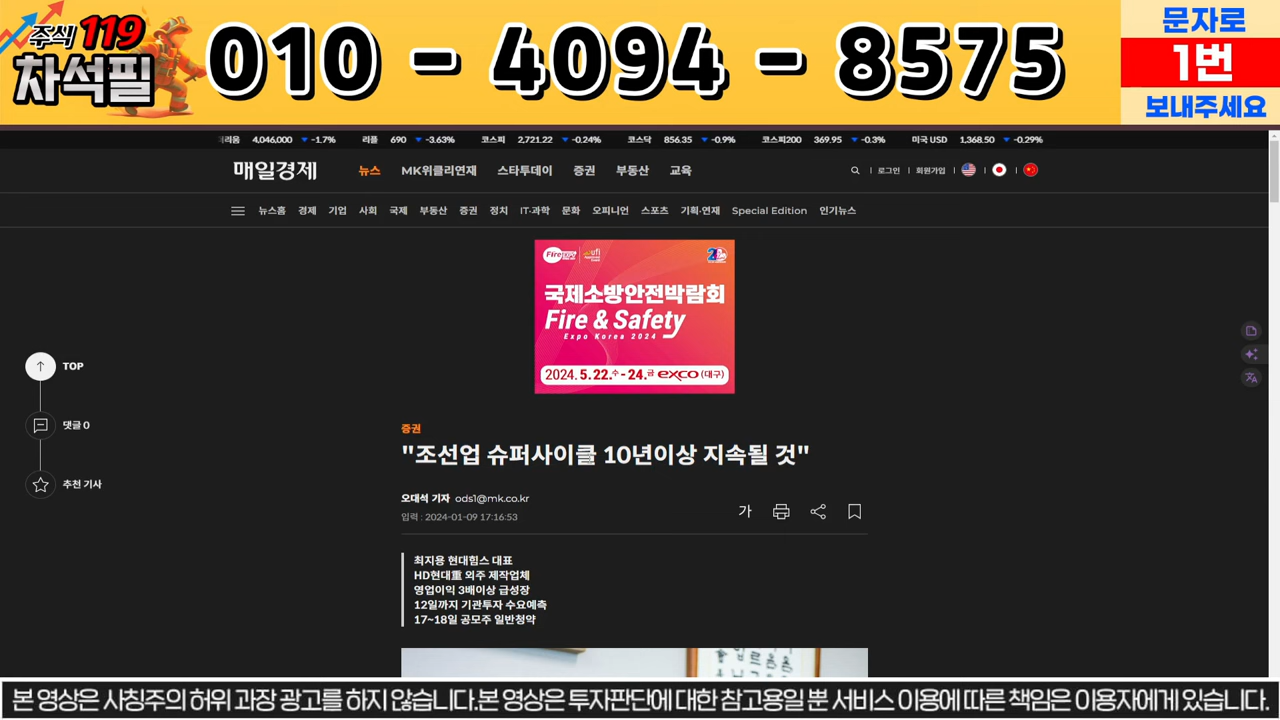 주식 119
차석필
010 - 4094 - 8575
문자로
1번
보내주세요
4,046,000 ▼ -1.7% 리플 690 ▼ -3.63% 코스피 2,721.22 ▼ -0.24% 코스닥 856.35 ▼ -0.9% 코스피200 369.95 ▼ -0.3% 미국 USD 1,368.50 ▼ -0.29%
매일경제 뉴스 MK위클리연재 스타투데이 증권 부동산 교육
로그인 | 회원가입
뉴스홈 경제 기업 사회 국제 부동산 증권 정치 IT·과학 문화 오피니언 스포츠 기획·연재 Special Edition 인기뉴스
국제소방안전박람회
Fire & Safety
Expo Korea 2024
2024. 5.22.수 - 24.금 exco (대구)
TOP
댓글 0
추천 기사
증권
"조선업 슈퍼사이클 10년이상 지속될 것"
오대석 기자 ods1@mk.co.kr
입력 : 2024-01-09 17:16:53
가
최지용 현대힘스 대표
HD현대重 외주 제작업체
영업이익 3배이상 급성장
12일까지 기관투자 수요예측
17~18일 공모주 일반청약
본 영상은 사칭주의 허위 과장 광고를 하지 않습니다.본 영상은 투자판단에 대한 참고용일 뿐 서비스 이용에 따른 책임은 이용자에게 있습니다.